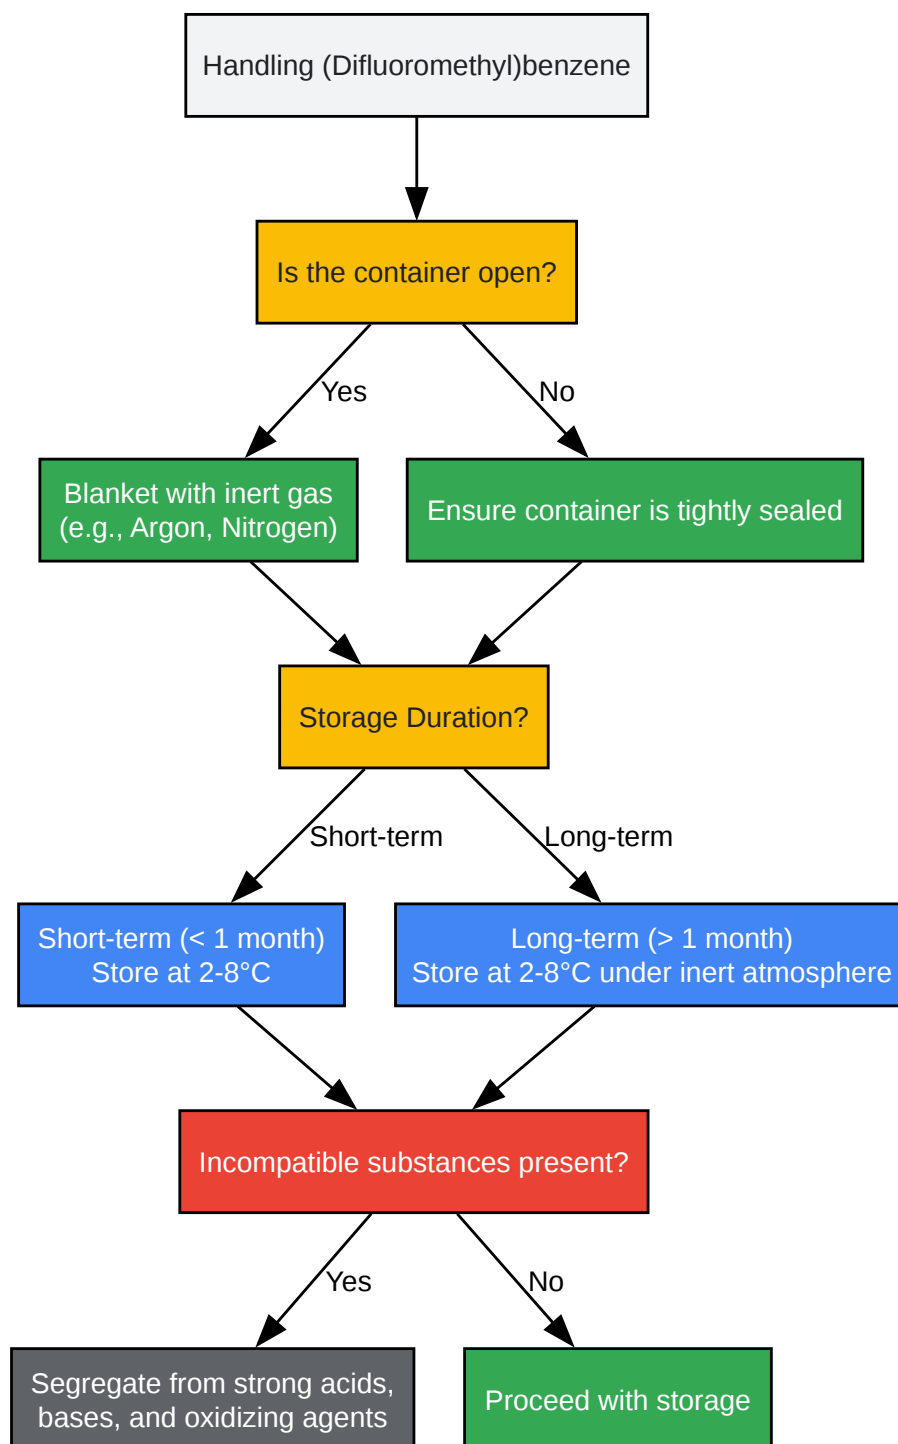 Handling (Difluoromethyl)benzene
Is the container open?
Yes
No
Blanket with inert gas
(e.g., Argon, Nitrogen)
Ensure container is tightly sealed
Storage Duration?
Short-term
Long-term
Short-term (< 1 month)
Store at 2-8°C
Long-term (> 1 month)
Store at 2-8°C under inert atmosphere
Incompatible substances present?
Yes
No
Segregate from strong acids,
bases, and oxidizing agents
Proceed with storage